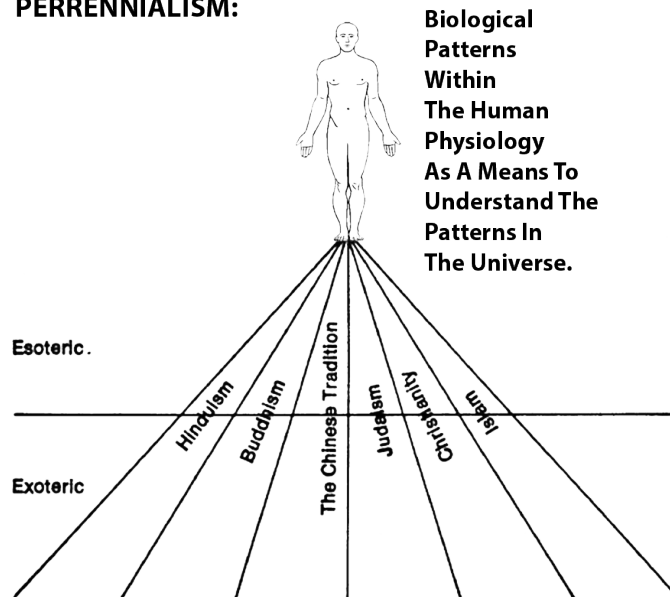 PERRENNIALISM:
Biological
Patterns
Within
The Human
Physiology
As A Means To
Understand The
Patterns In
The Universe.
Esoteric.
Hinduism
Buddhism
The Chinese Tradition
Judaism
Christianity
Islam
Exoteric